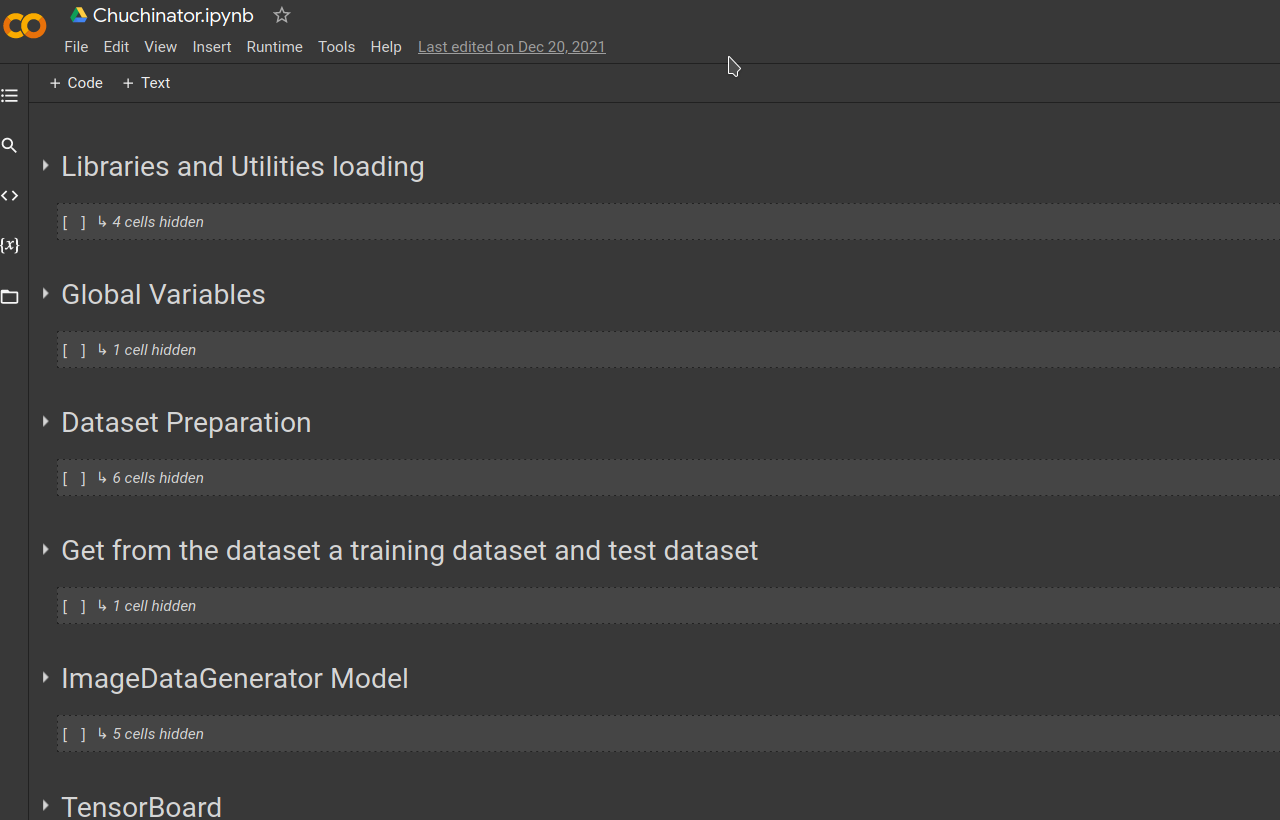 Chuchinator.ipynb
File Edit View Insert Runtime Tools Help Last edited on Dec 20, 2021
+ Code + Text
Libraries and Utilities loading
[ ] ↳ 4 cells hidden
Global Variables
[ ] ↳ 1 cell hidden
Dataset Preparation
[ ] ↳ 6 cells hidden
Get from the dataset a training dataset and test dataset
[ ] ↳ 1 cell hidden
ImageDataGenerator Model
[ ] ↳ 5 cells hidden
TensorBoard